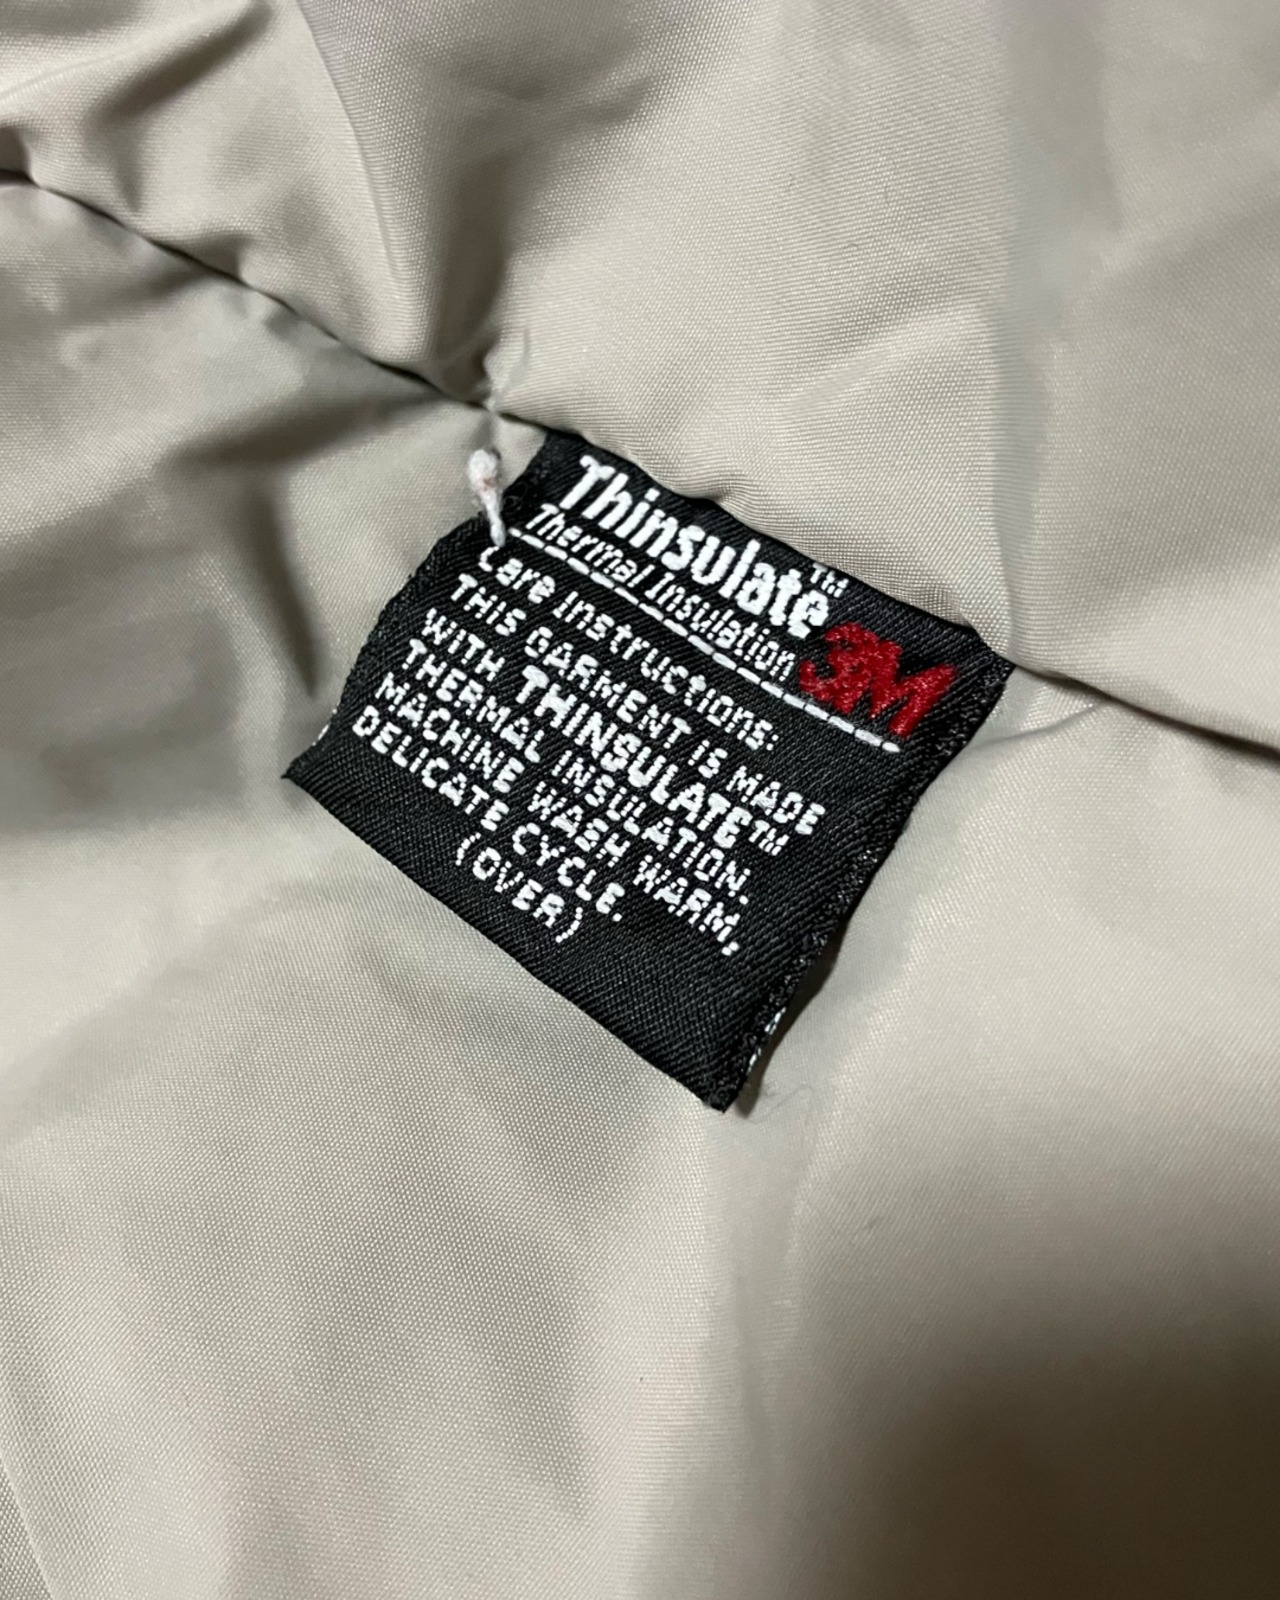 Thinsulate™
Thermal Insulation 3M
Care Instructions:
THIS GARMENT IS MADE
WITH THINSULATE™
THERMAL INSULATION.
MACHINE WASH WARM,
DELICATE CYCLE.
(OVER)